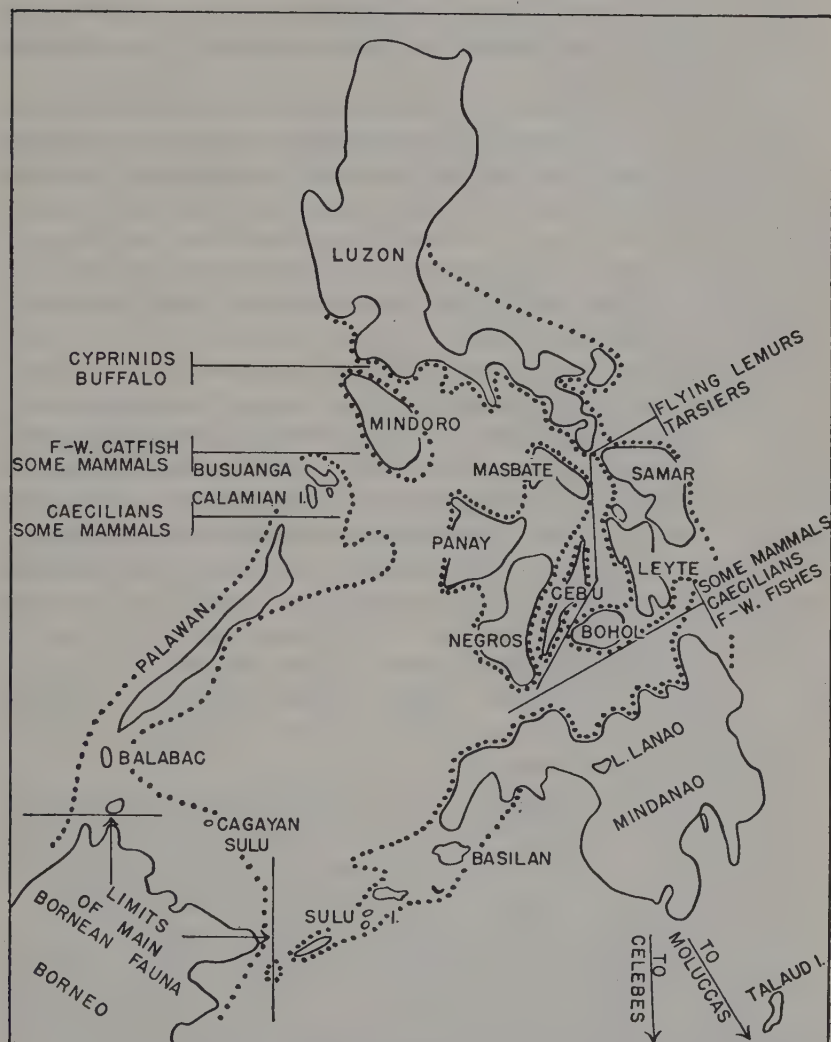 LUZON
CYPRINIDS
BUFFALO
FLYING LEMURS
TARSIERS
MINDORO
F-W. CATFISH
SOME MAMMALS
BUSUANGA
CALAMIAN I.
MASBATE
SAMAR
CAECILIANS
SOME MAMMALS
PANAY
LEYTE
SOME MAMMALS
CAECILIANS
F-W. FISHES
CEBU
BOHOL
NEGROS
PALAWAN
L. LANAO
MINDANAO
BALABAC
CAGAYAN
SULU
BASILAN
LIMITS
OF MAIN
BORNEAN FAUNA
SULU I.
BORNEO
TO
CELEBES
TO
MOLUCCAS
TALAUD I.